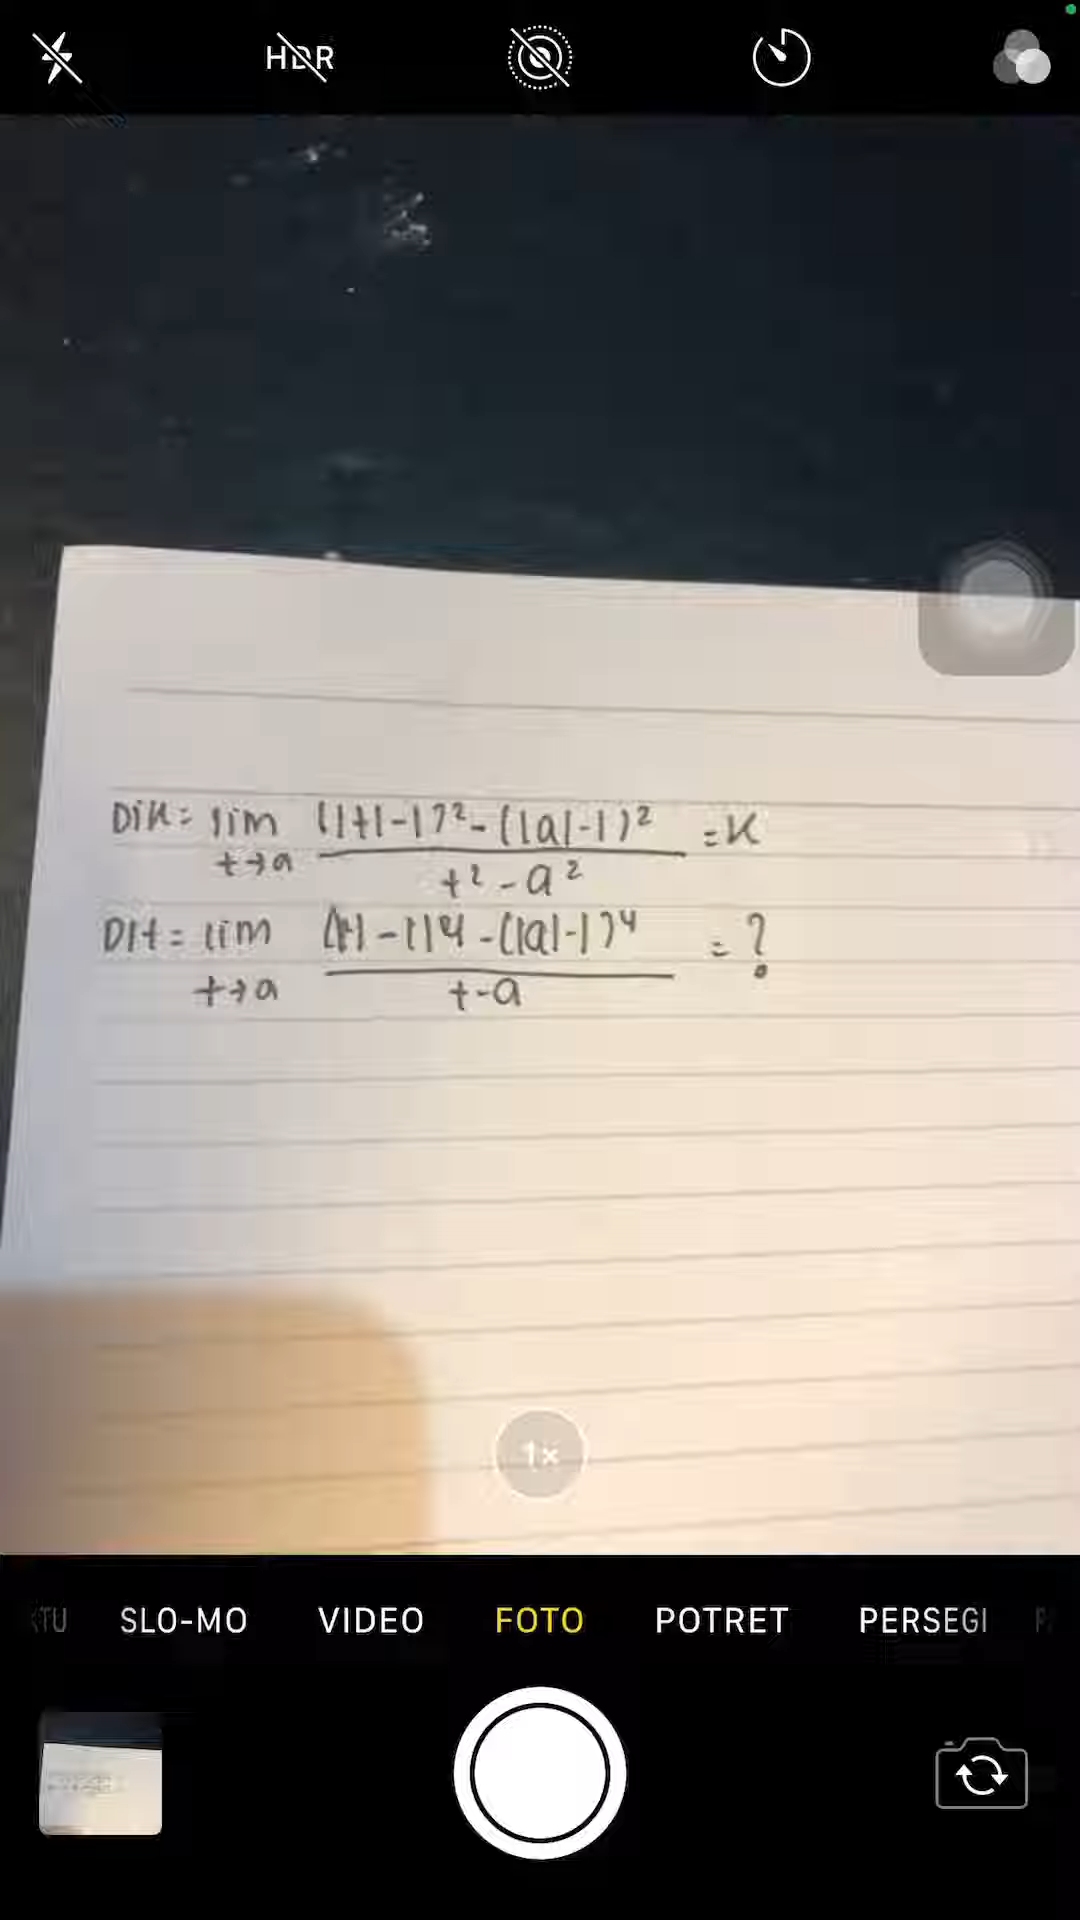 HDR
Dik = lim (|t|-1)² - (|a|-1)² = K
t→a t² - a²
Dit = lim (|t|-1)4 - (|a|-1)⁴ = ?
t→a t-a
1×
SLO-MO VIDEO FOTO POTRET PERSEGI